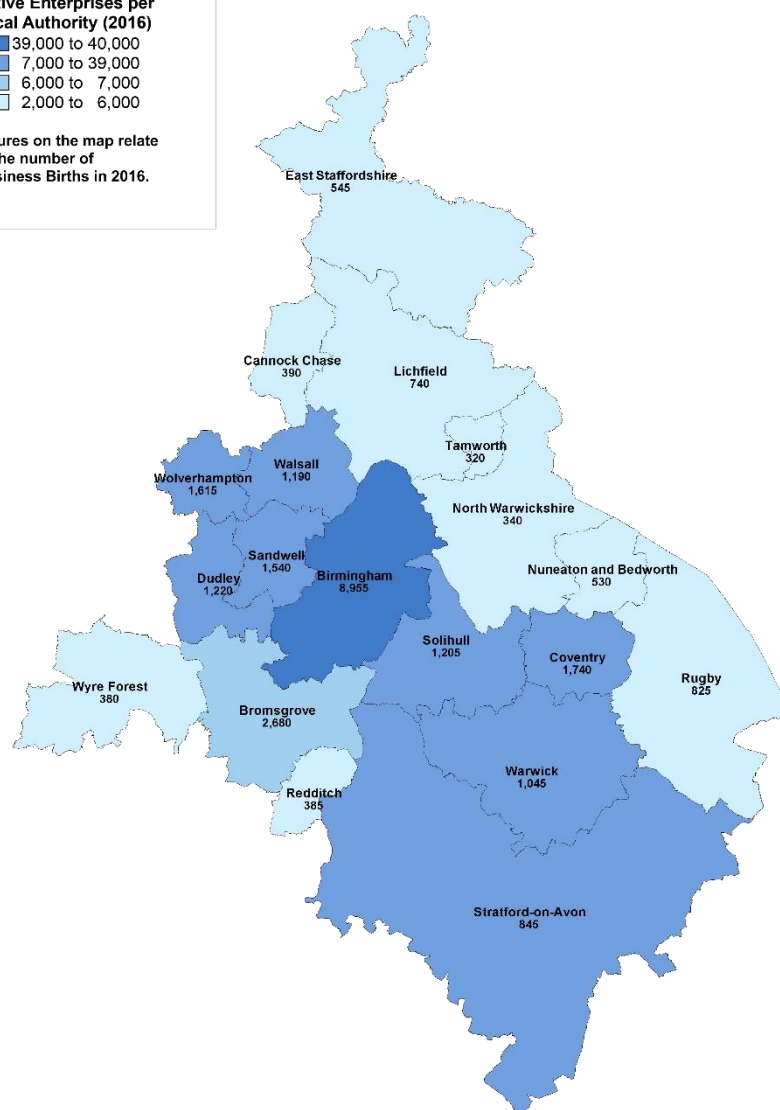 tive Enterprises per
cal Authority (2016)
39,000 to 40,000
7,000 to 39,000
6,000 to 7,000
2,000 to 6,000
ures on the map relate
he number of
siness Births in 2016.
East Staffordshire
545
Cannock Chase
390
Lichfield
740
Tamworth
320
Walsall
1,190
Wolverhampton
1,615
North Warwickshire
340
Sandwell
1,540
Dudley
1,220
Birmingham
8,955
Nuneaton and Bedworth
530
Solihull
1,205
Coventry
1,740
Rugby
825
Wyre Forest
380
Bromsgrove
2,680
Warwick
1,045
Redditch
385
Stratford-on-Avon
845